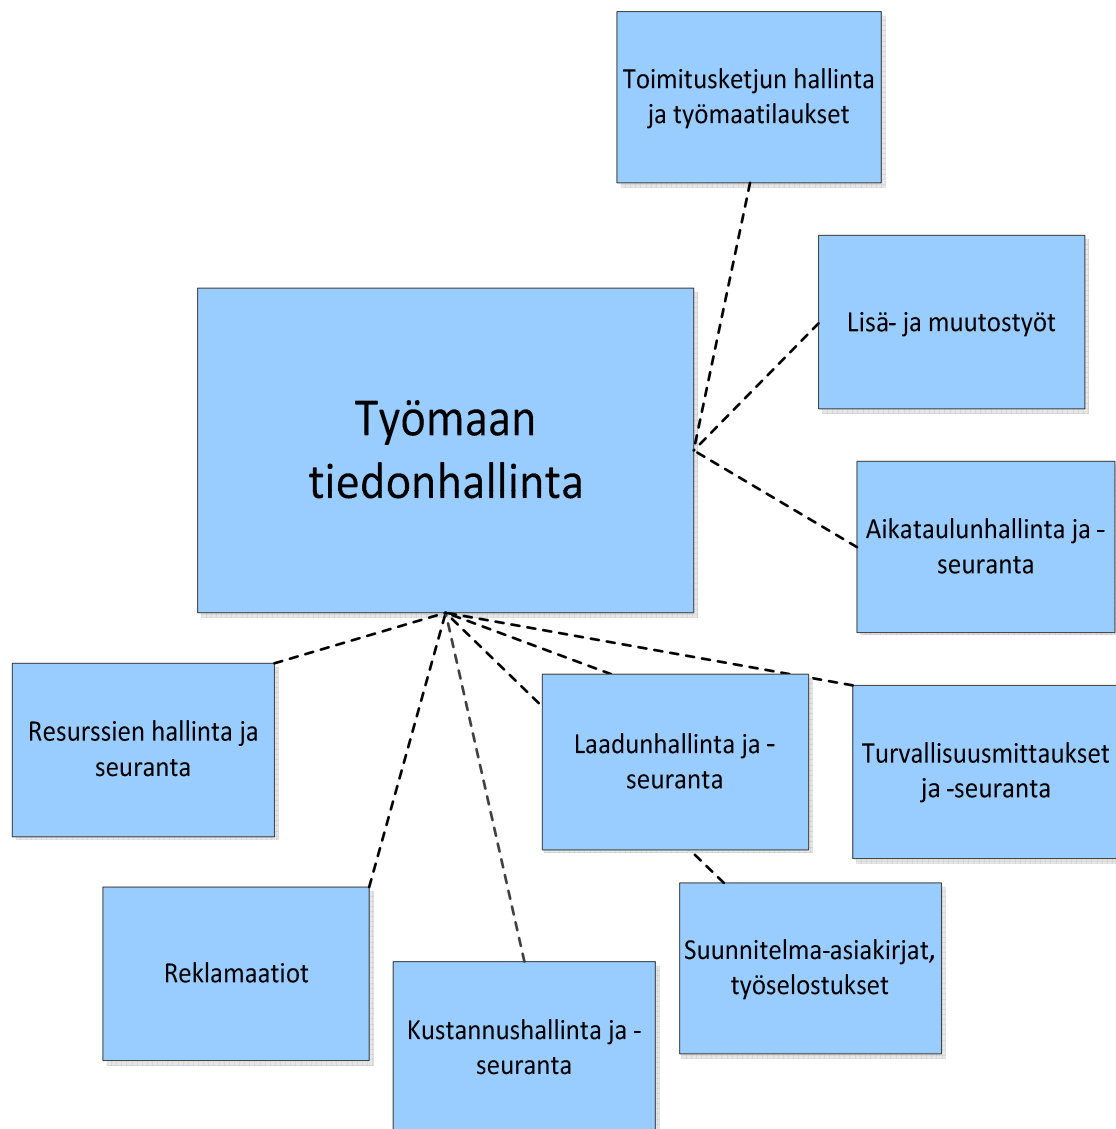 Toimitusketjun hallinta
ja työmaatilaukset
Lisä- ja muutostyöt
Työmaan
tiedonhallinta
Aikataulunhallinta ja -
seuranta
Resurssien hallinta ja
seuranta
Laadunhallinta ja -
seuranta
Turvallisuusmittaukset
ja -seuranta
Reklamaatiot
Suunnitelma-asiakirjat,
työselostukset
Kustannushallinta ja -
seuranta